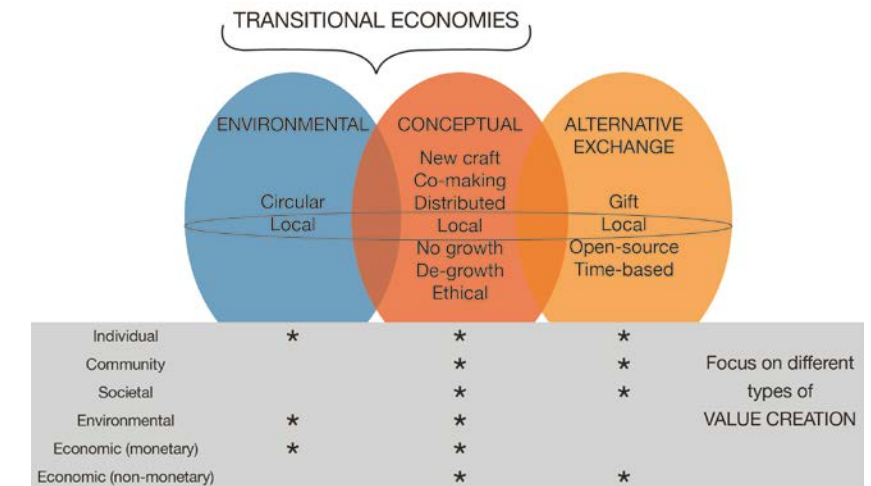 TRANSITIONAL ECONOMIES
ENVIRONMENTAL
Circular
Local
CONCEPTUAL
New craft
Co-making
Distributed
Local
No growth
De-growth
Ethical
ALTERNATIVE
EXCHANGE
Gift
Local
Open-source
Time-based
Individual * * *
Community * *
Societal * *
Environmental * *
Economic (monetary) * *
Economic (non-monetary) * *
Focus on different
types of
VALUE CREATION